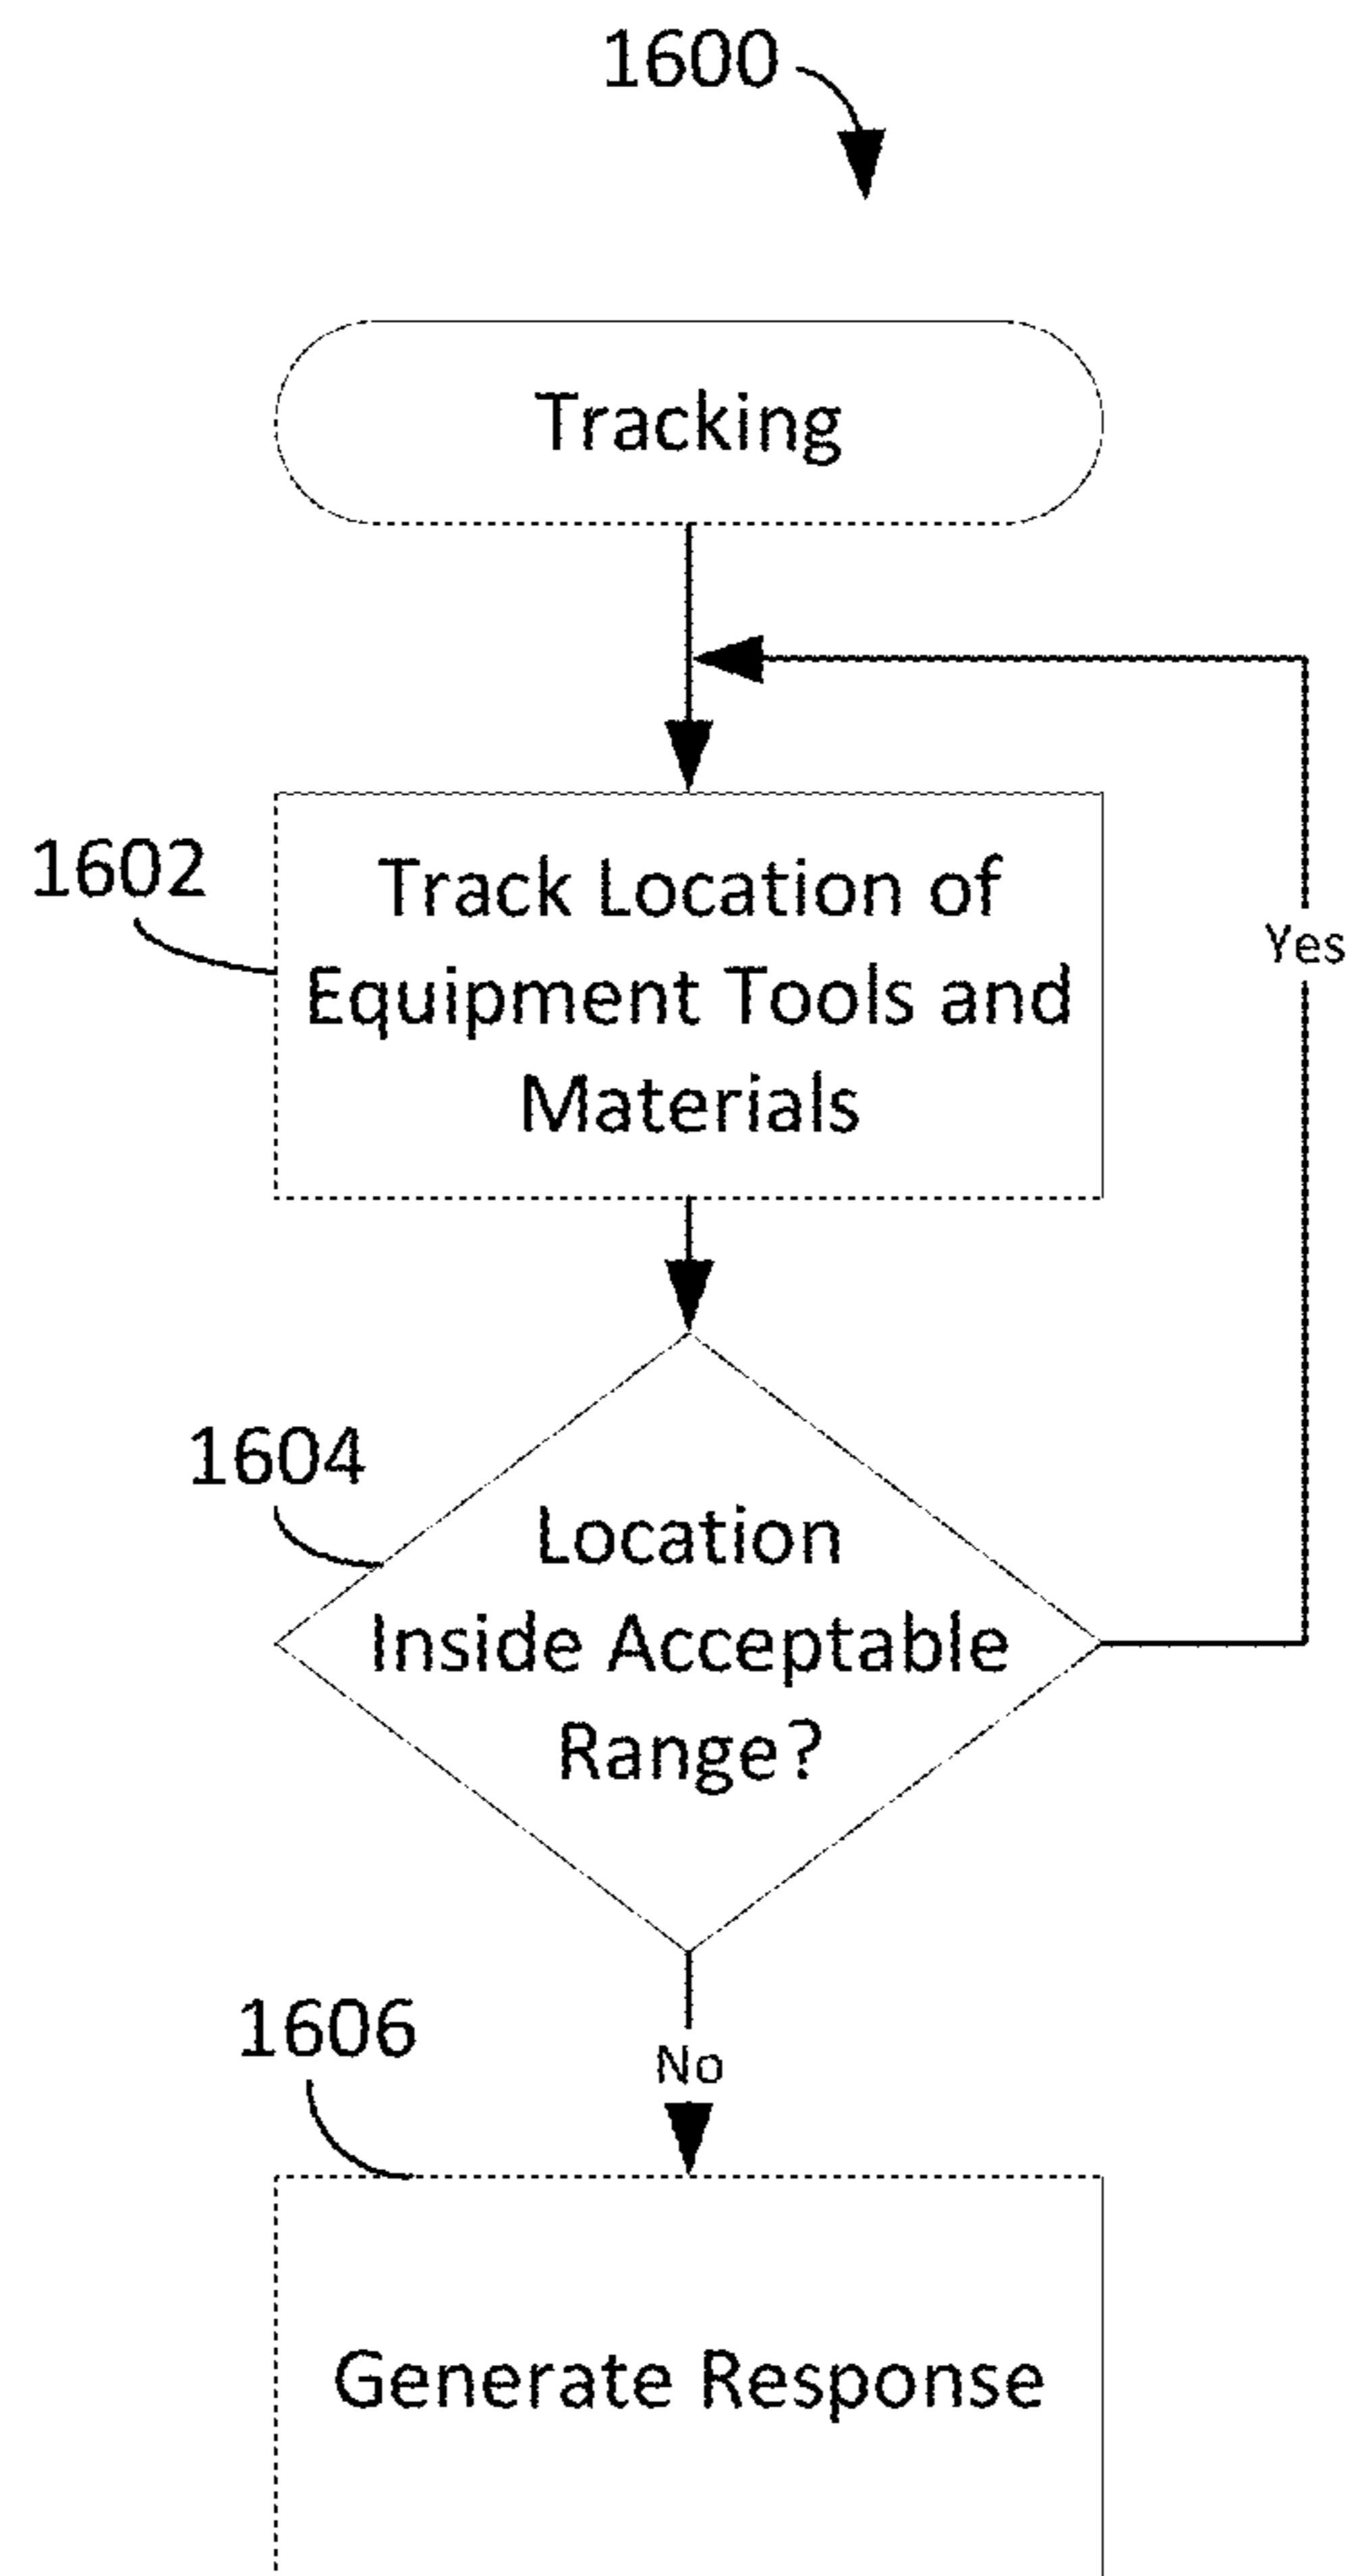 1600
Tracking
1602
Track Location of
Equipment Tools and
Materials
Yes
1604
Location
Inside Acceptable
Range?
1606
No
Generate Response